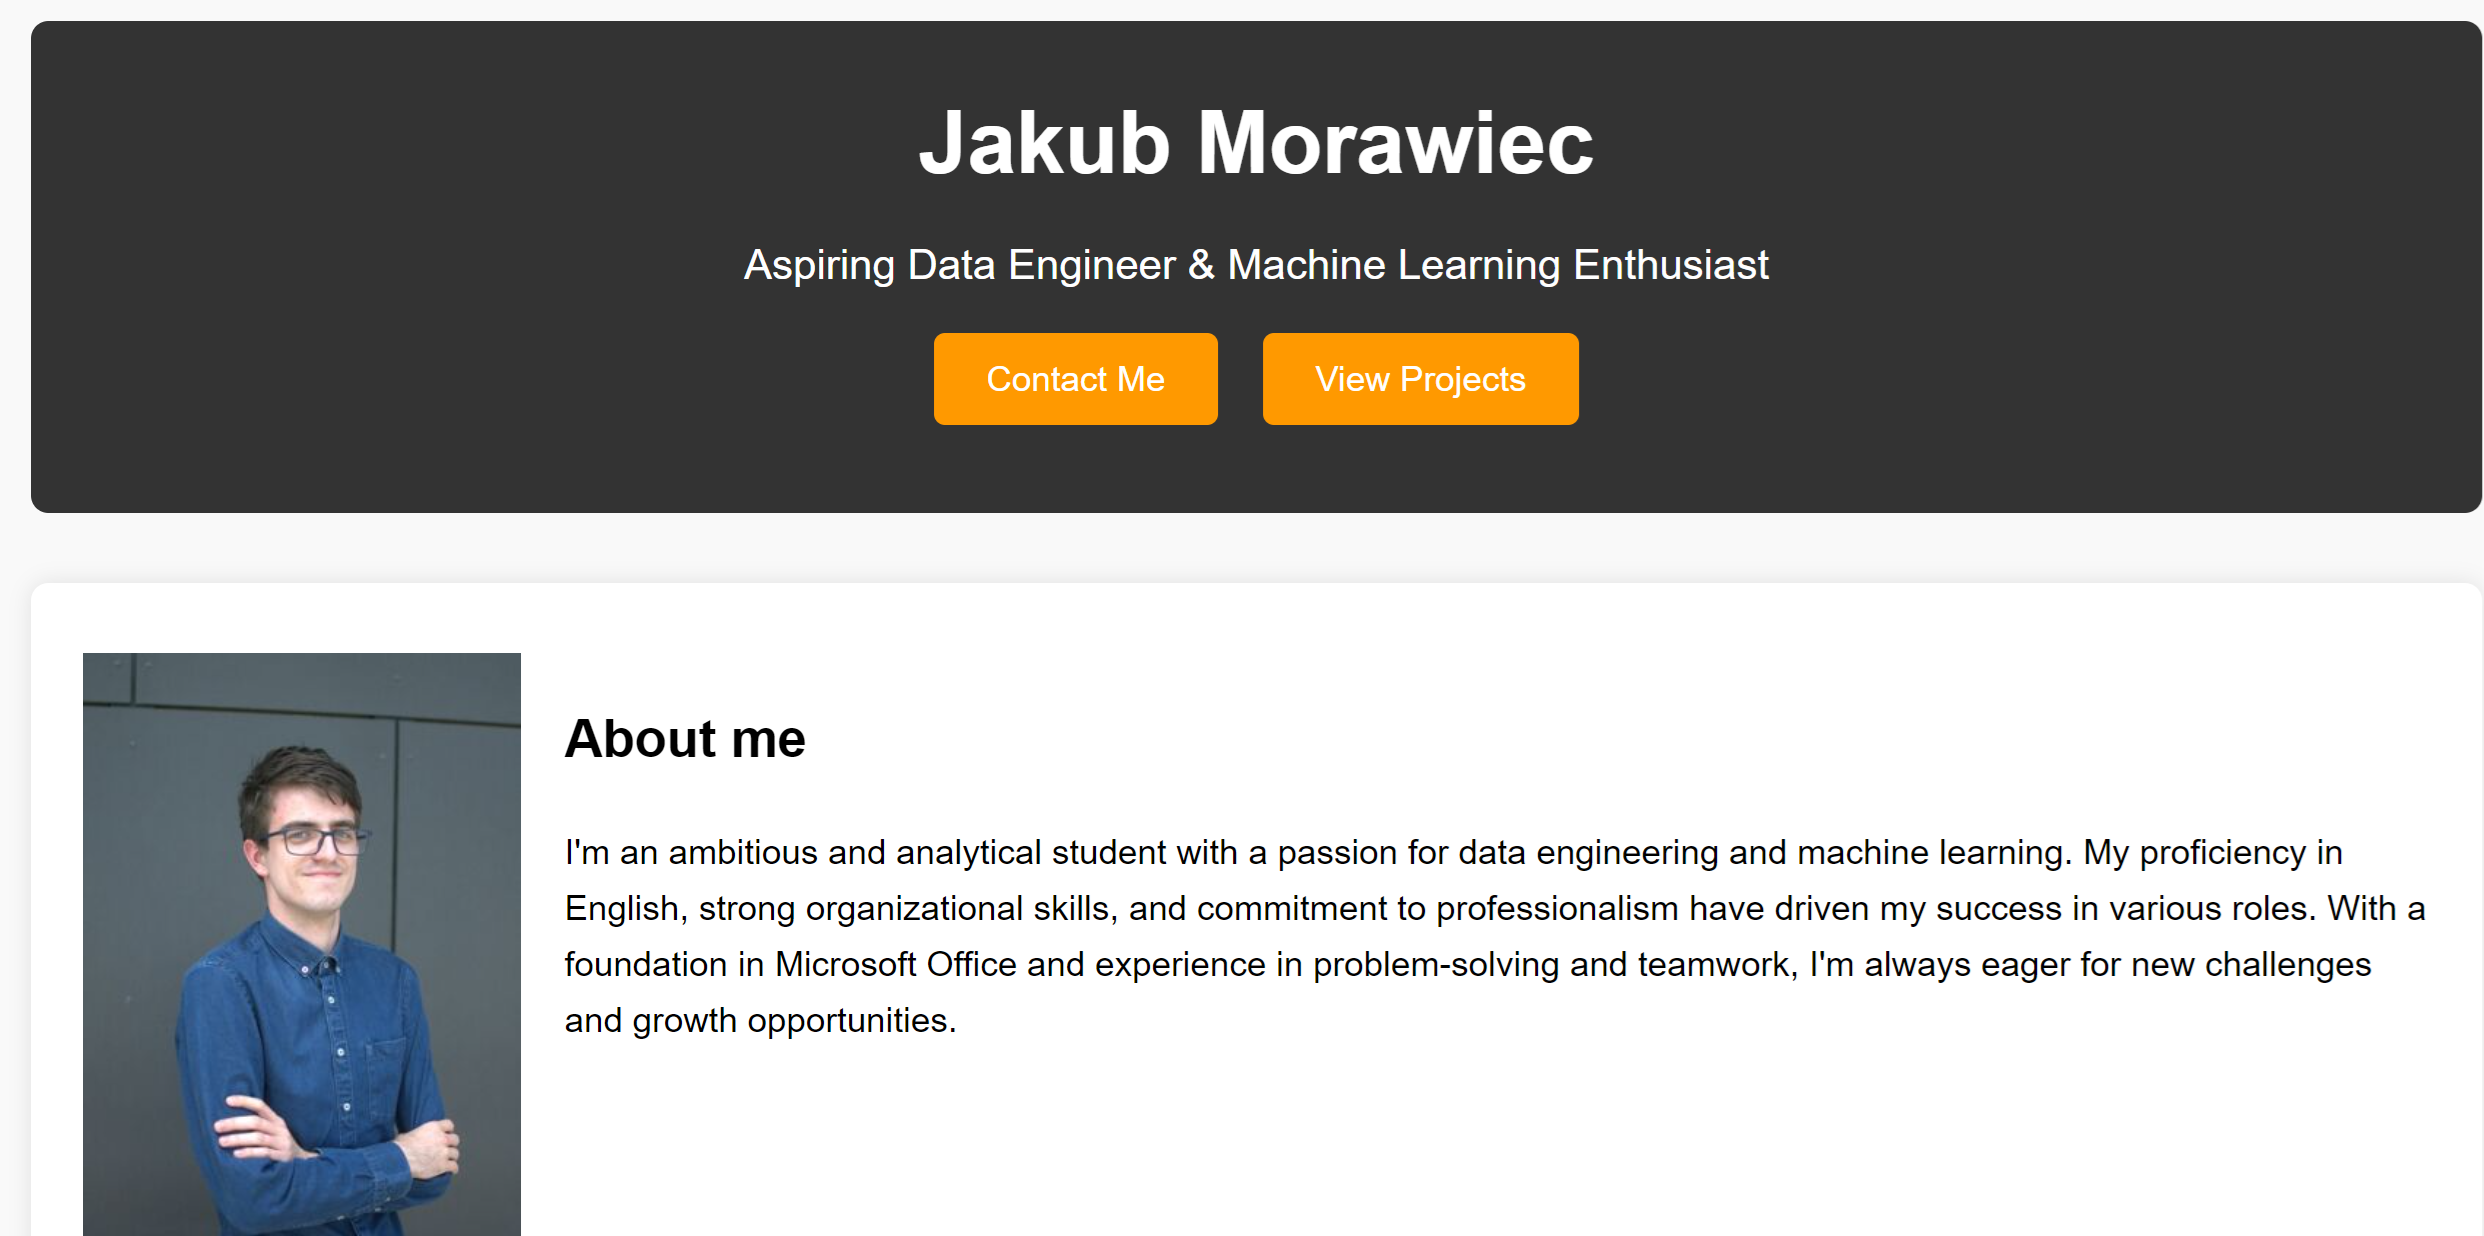 Jakub Morawiec
Aspiring Data Engineer & Machine Learning Enthusiast
Contact Me
View Projects
About me
I'm an ambitious and analytical student with a passion for data engineering and machine learning. My proficiency in
English, strong organizational skills, and commitment to professionalism have driven my success in various roles. With a
foundation in Microsoft Office and experience in problem-solving and teamwork, I'm always eager for new challenges
and growth opportunities.